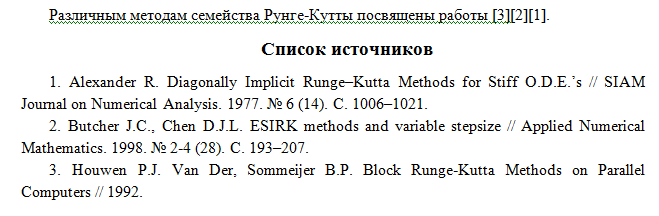 Различным методам семейства Рунге-Кутты посвящены работы [3][2][1].
Список источников
1. Alexander R. Diagonally Implicit Runge–Kutta Methods for Stiff O.D.E.’s // SIAM
Journal on Numerical Analysis. 1977. № 6 (14). C. 1006–1021.
2. Butcher J.C., Chen D.J.L. ESIRK methods and variable stepsize // Applied Numerical
Mathematics. 1998. № 2-4 (28). C. 193–207.
3. Houwen P.J. Van Der, Sommeijer B.P. Block Runge-Kutta Methods on Parallel
Computers // 1992.